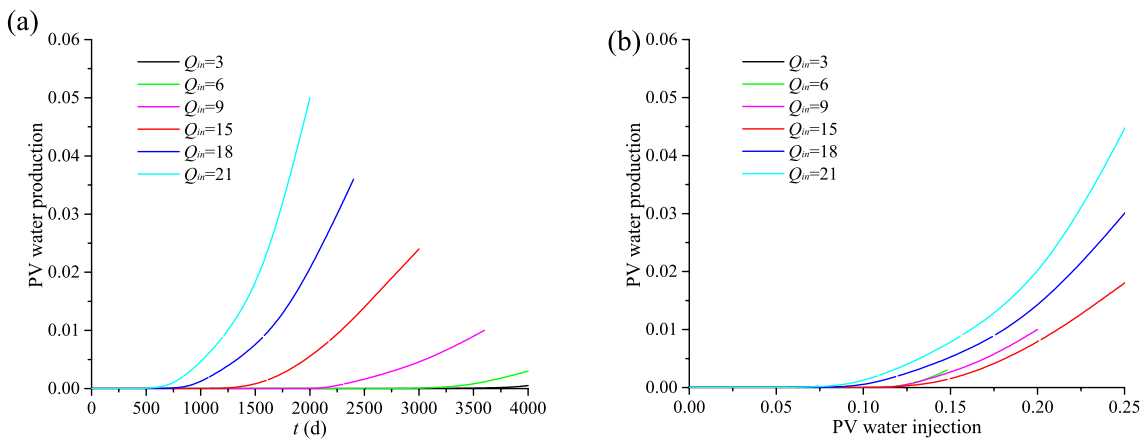 (a)
0.06
0.05
0.04
0.03
0.02
0.01
0.00
PV water production
Qin=3
Qin=6
Qin=9
Qin=15
Qin=18
Qin=21
0 500 1000 1500 2000 2500 3000 3500 4000
t (d)
(b)
0.06
0.05
0.04
0.03
0.02
0.01
0.00
PV water production
Qin=3
Qin=6
Qin=9
Qin=15
Qin=18
Qin=21
0.00 0.05 0.10 0.15 0.20 0.25
PV water injection